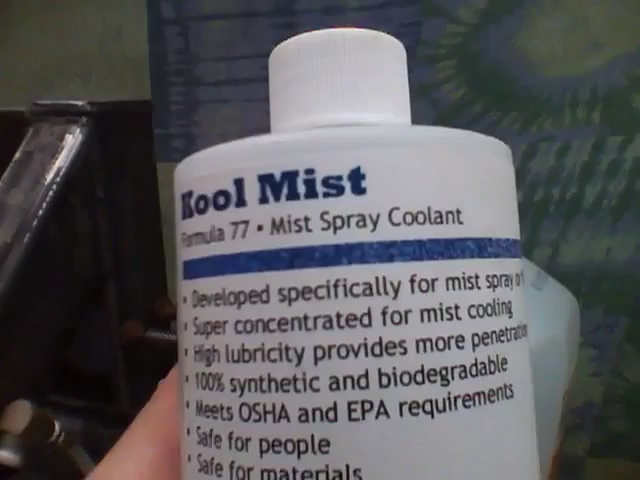 Kool Mist
Formula 77 • Mist Spray Coolant
• Developed specifically for mist spray
• Super concentrated for mist cooling
• High lubricity provides more penetration
• 100% synthetic and biodegradable
• Meets OSHA and EPA requirements
• Safe for people
• Safe for materials